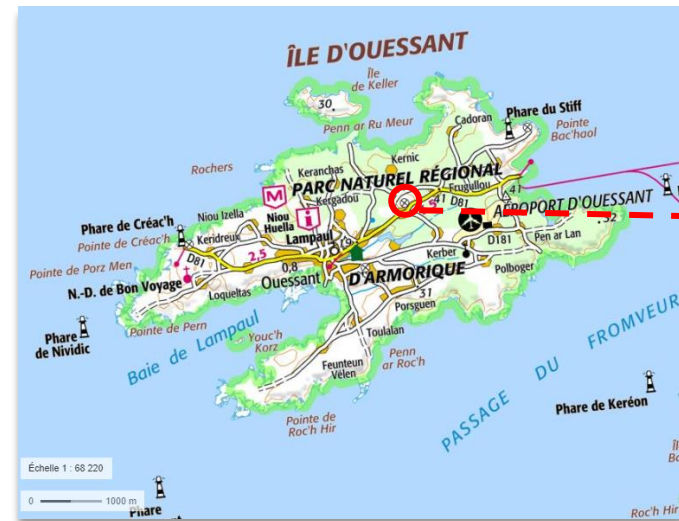 ÎLE D'OUESSANT
Île
de Keller
30
Penn ar Ru Meur
Cadoran
Phare du Stiff
Pointe
Bac'haol
Rochers
Keranchas
Kernic
PARC NATUREL RÉGIONAL
M
i
Kergadou
Frugullou
41
D81
41
AÉROPORT D'OUESSANT
32
Niou Izella
Niou
Huella
Phare de Créac'h
Pointe de Créac'h
Keridreux
Lampaul
D181
Pen ar Lan
Kerber
D81
2,5
0,8
Pointe de Porz Men
N.-D. de Bon Voyage
Ouessant
D'ARMORIQUE
Polboger
Loqueltas
31
Porsguen
Pointe de Pern
Phare
de Nividic
Baie de Lampaul
Youc'h
Korz
Toulalan
Penn
ar Roc'h
Feunteun
Vélen
PASSAGE DU FROMVEUR
Phare de Keréon
Pointe de
Roc'h Hir
Échelle 1 : 68 220
0 1000 m
Phare
Roc'h Hir